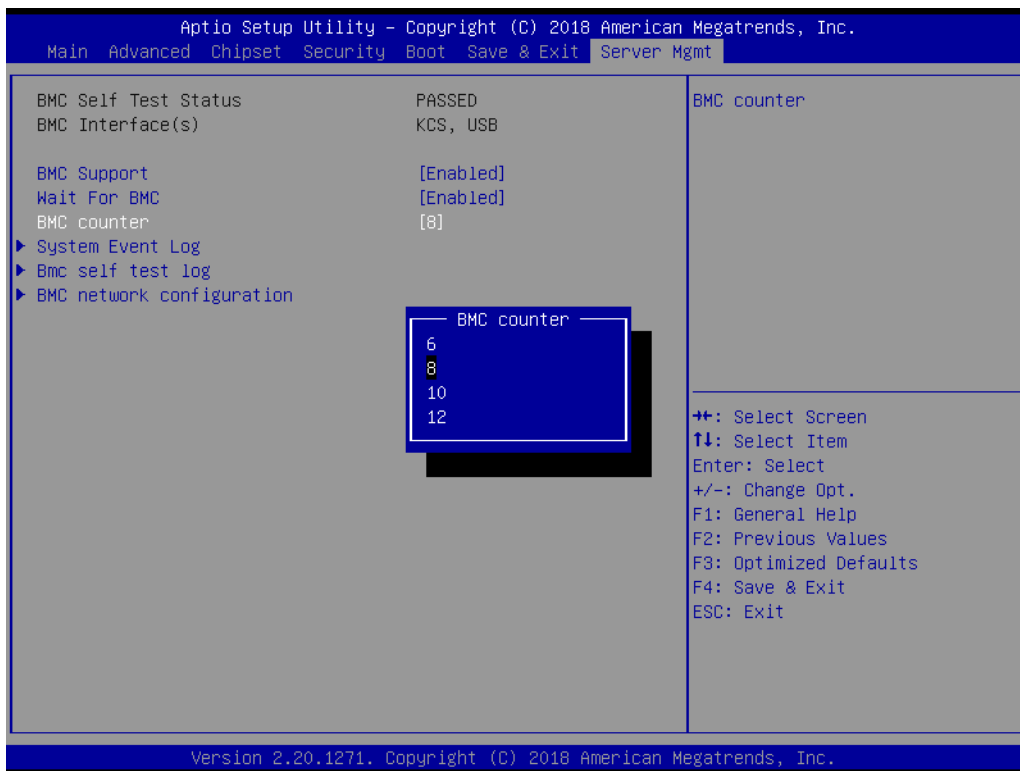 Aptio Setup Utility – Copyright (C) 2018 American Megatrends, Inc.
Main Advanced Chipset Security Boot Save & Exit Server Mgmt
BMC Self Test Status PASSED
BMC Interface(s) KCS, USB
BMC Support [Enabled]
Wait For BMC [Enabled]
BMC counter [8]
▶ System Event Log
▶ Bmc self test log
▶ BMC network configuration
BMC counter
6
8
10
12
BMC counter
→←: Select Screen
↑↓: Select Item
Enter: Select
+/-: Change Opt.
F1: General Help
F2: Previous Values
F3: Optimized Defaults
F4: Save & Exit
ESC: Exit
Version 2.20.1271. Copyright (C) 2018 American Megatrends, Inc.